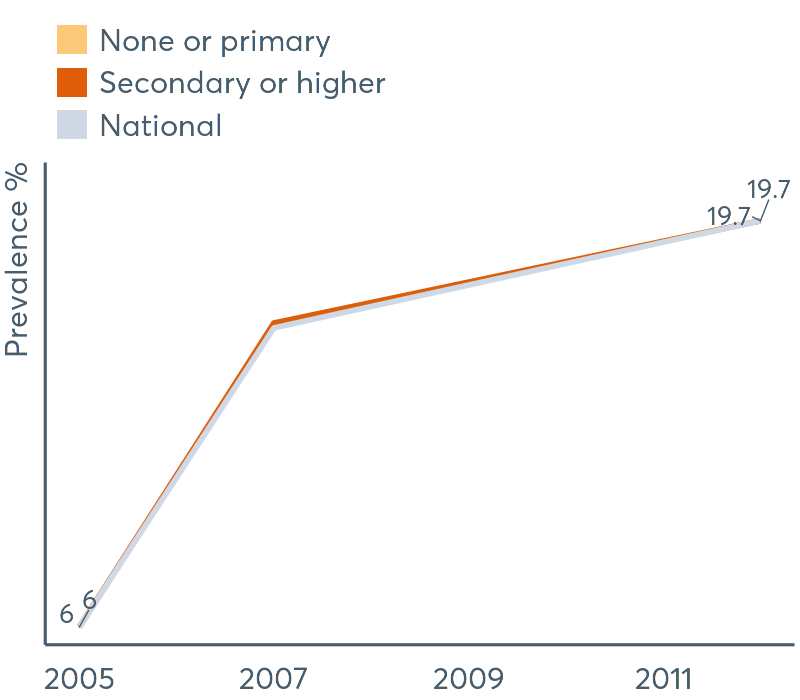 None or primary
Secondary or higher
National
Prevalence %
19.7
19.7
6
6
2005 2007 2009 2011